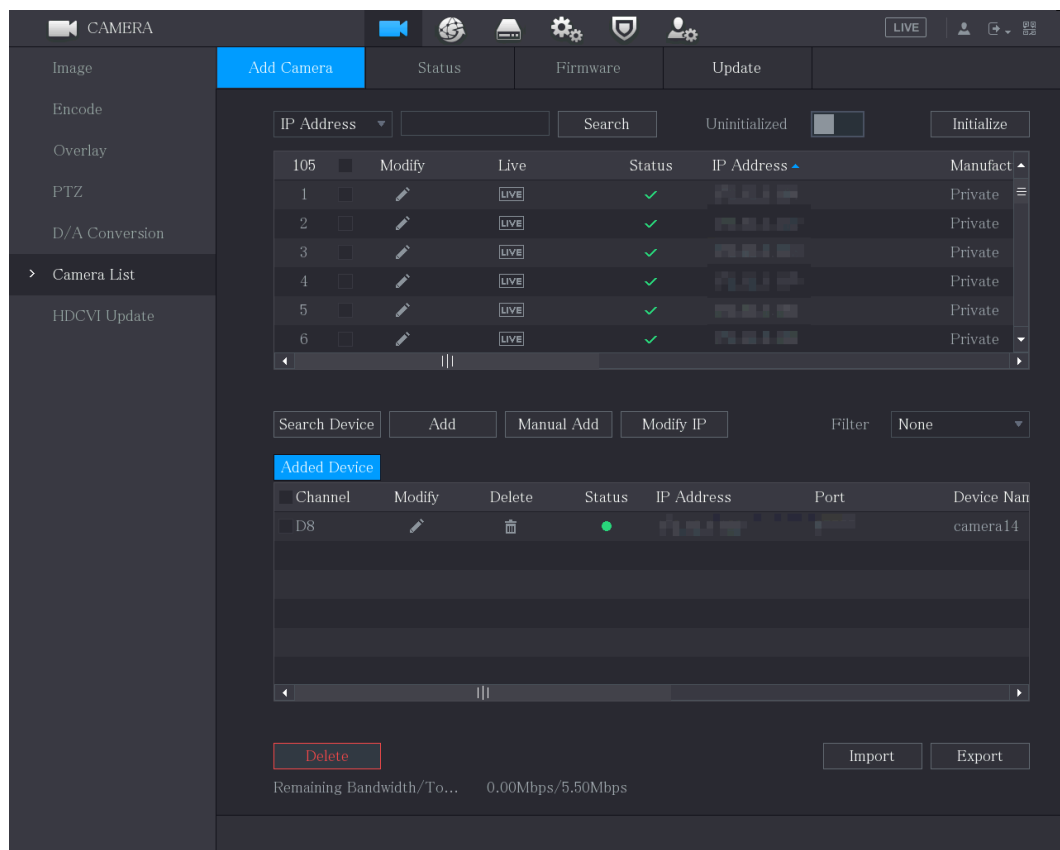 CAMERA LIVE
Image Add Camera Status Firmware Update
Encode
IP Address Search Uninitialized Initialize
Overlay
105 Modify Live Status IP Address Manufact
PTZ
1 LIVE Private
2 LIVE Private
D/A Conversion
3 LIVE Private
Camera List
4 LIVE Private
HDCVI Update
5 LIVE Private
6 LIVE Private
Search Device Add Manual Add Modify IP Filter None
Added Device
Channel Modify Delete Status IP Address Port Device Nam
D8 camera14
Delete Import Export
Remaining Bandwidth/To... 0.00Mbps/5.50Mbps